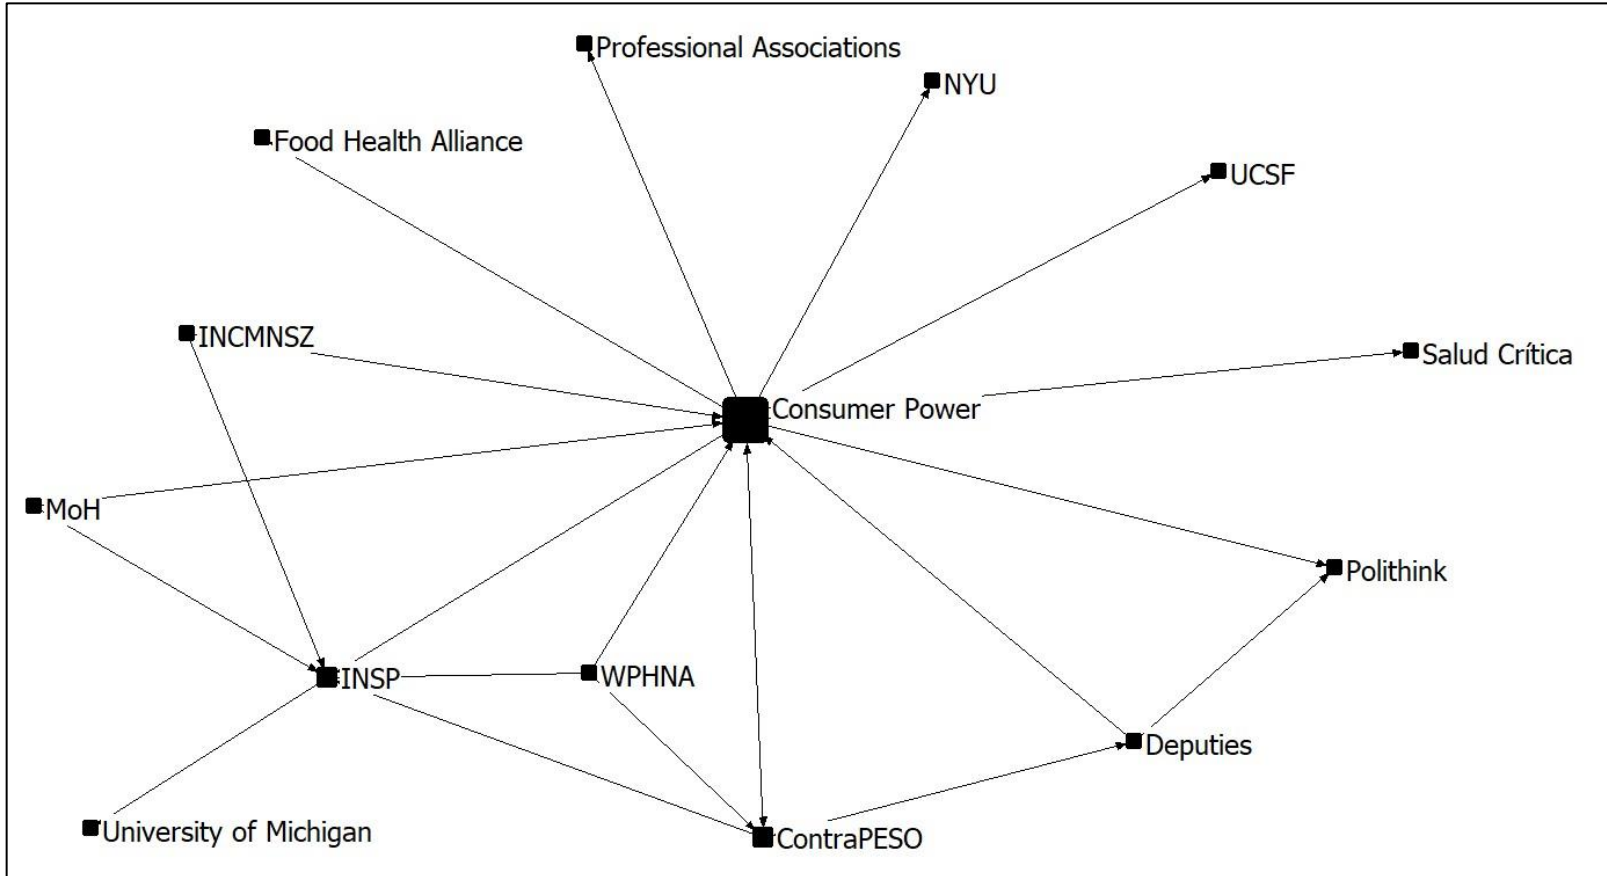 Professional Associations
NYU
Food Health Alliance
UCSF
INCMNSZ
Salud Crítica
Consumer Power
MoH
Polithink
INSP
WPHNA
Deputies
University of Michigan
ContraPESO